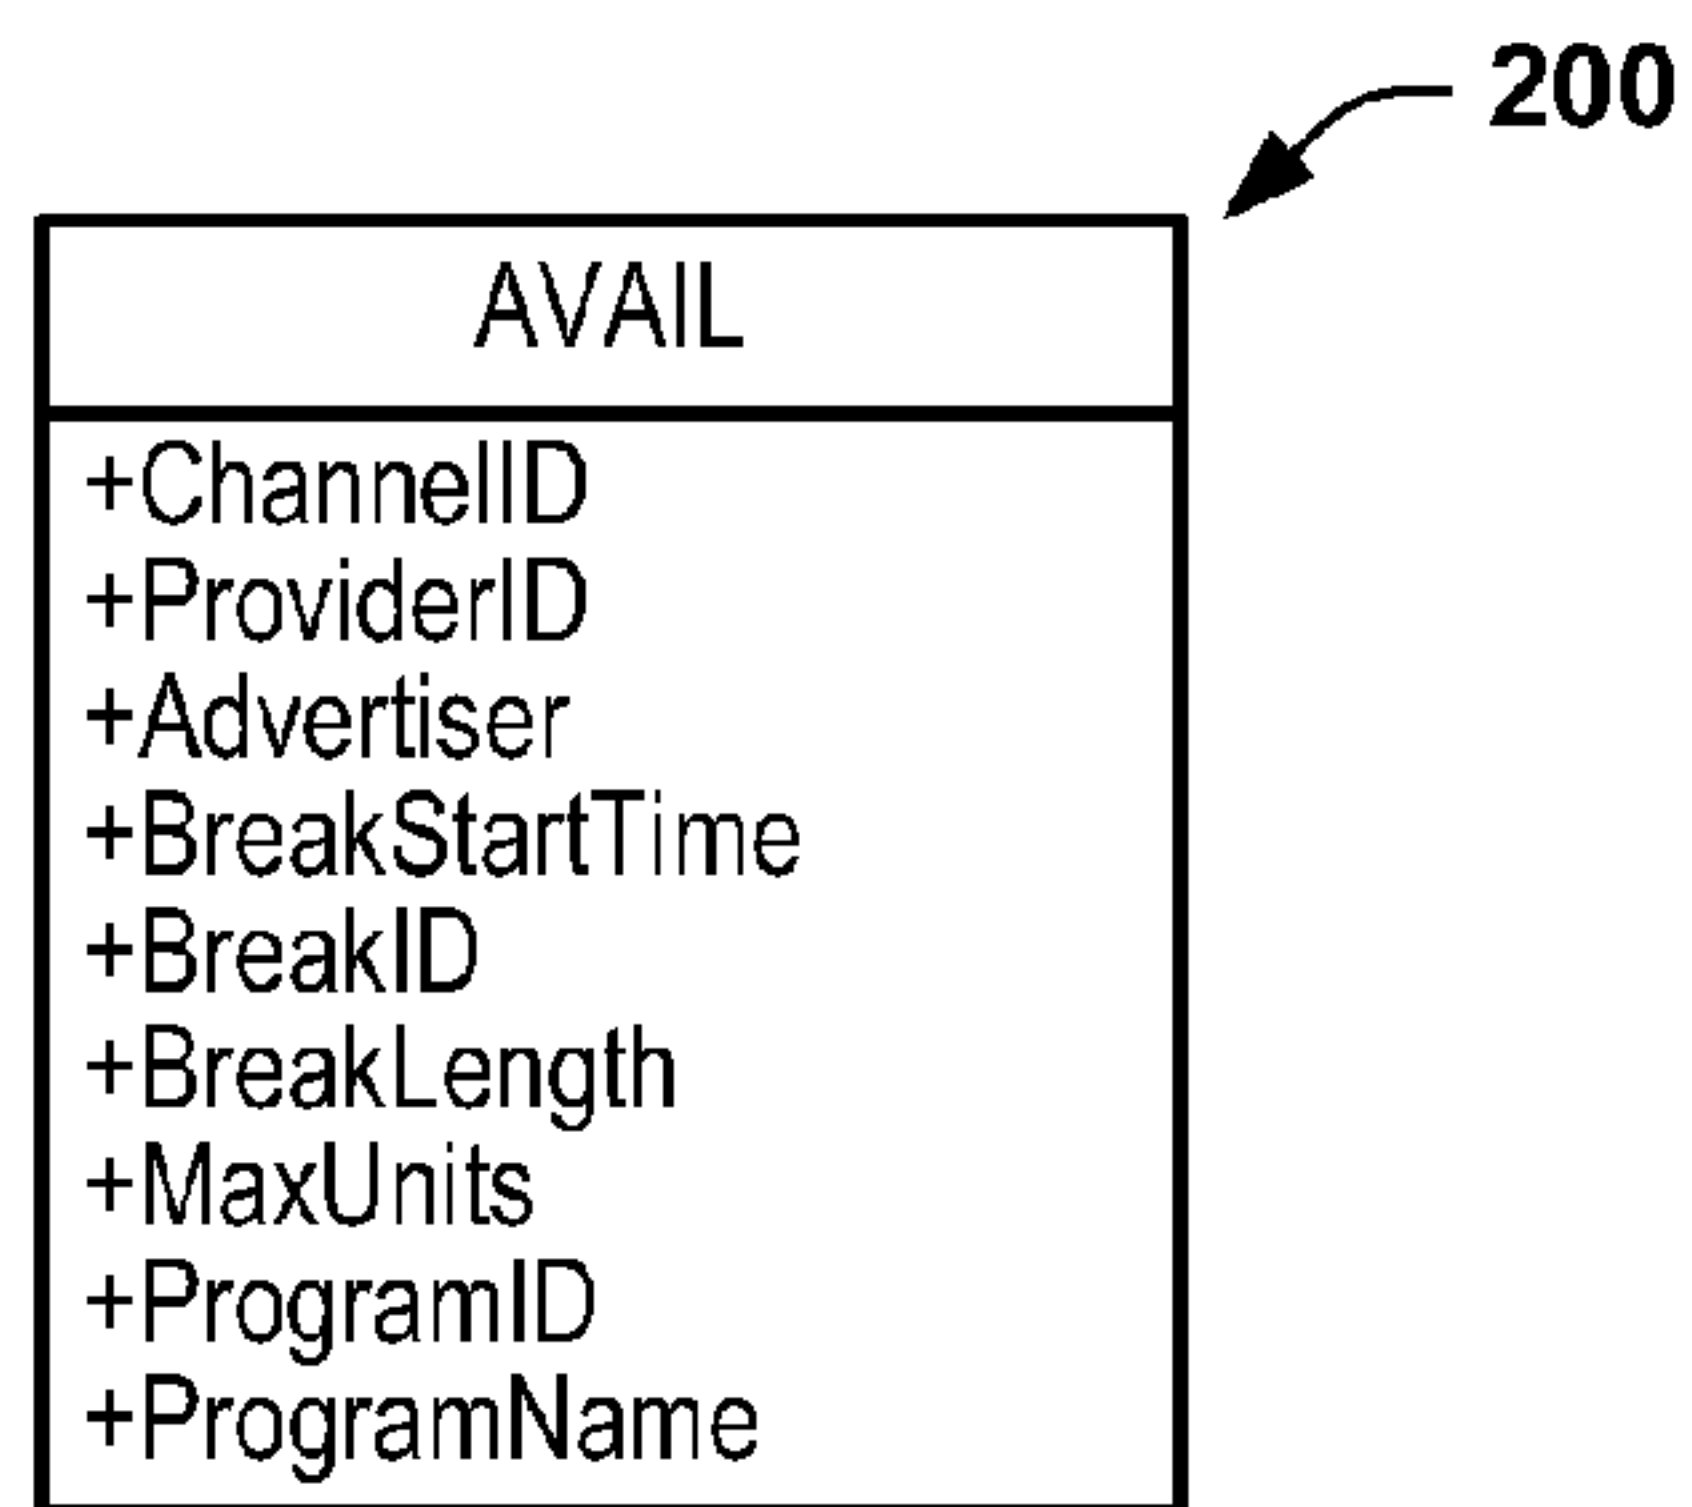 200
AVAIL
+ChannelID
+ProviderID
+Advertiser
+BreakStartTime
+BreakID
+BreakLength
+MaxUnits
+ProgramID
+ProgramName